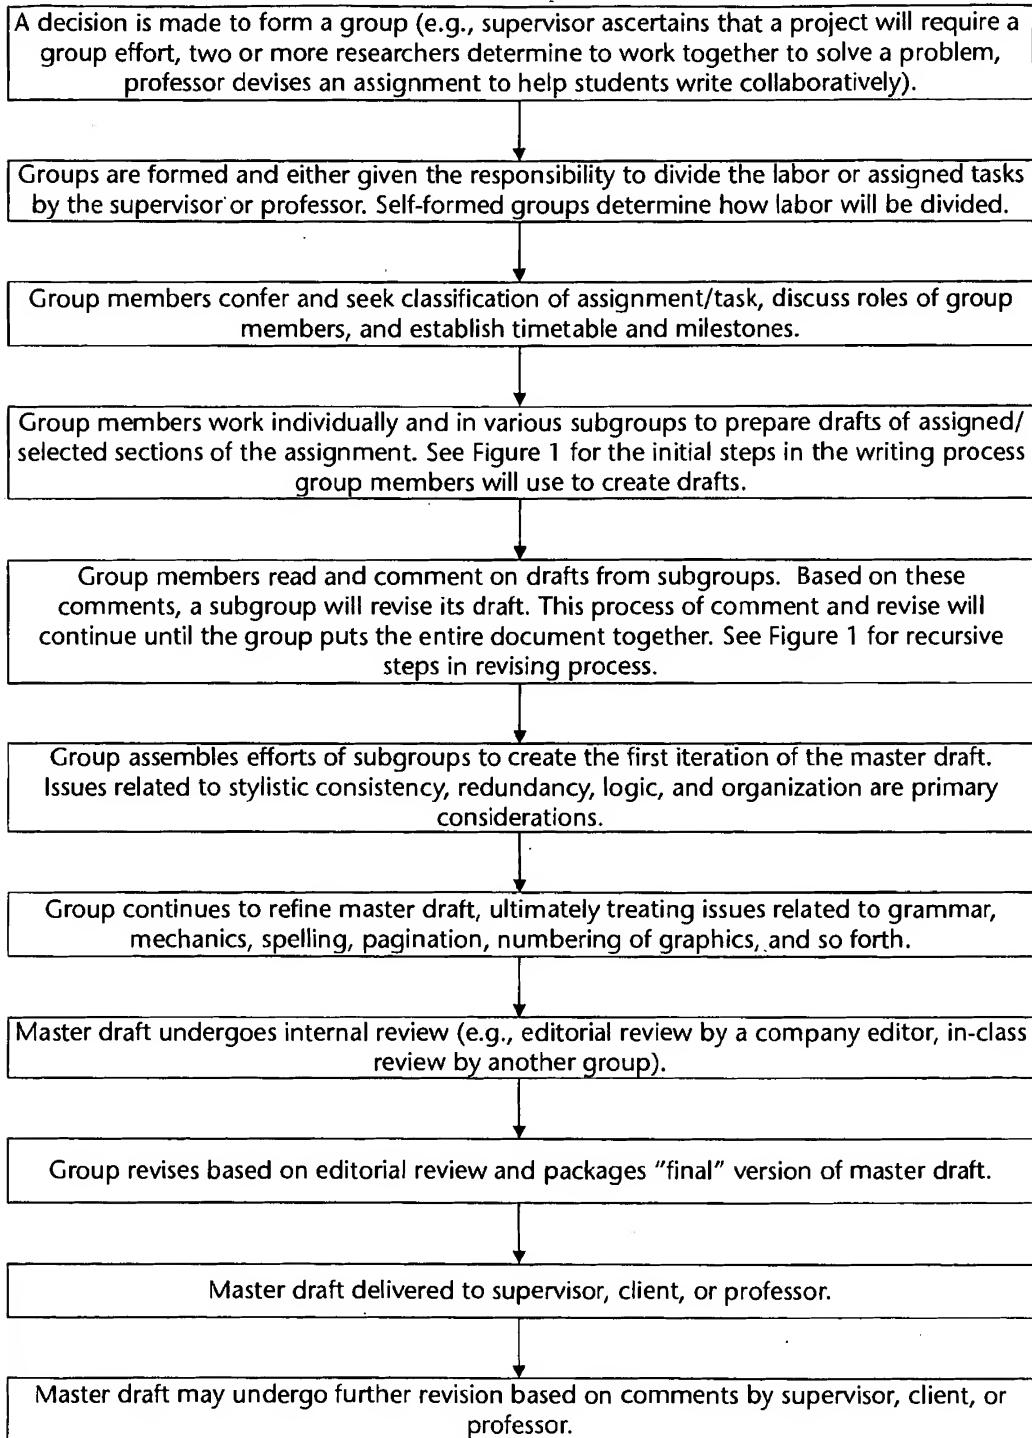 A decision is made to form a group (e.g., supervisor ascertains that a project will require a
group effort, two or more researchers determine to work together to solve a problem,
professor devises an assignment to help students write collaboratively).
Groups are formed and either given the responsibility to divide the labor or assigned tasks
by the supervisor or professor. Self-formed groups determine how labor will be divided.
Group members confer and seek classification of assignment/task, discuss roles of group
members, and establish timetable and milestones.
Group members work individually and in various subgroups to prepare drafts of assigned/
selected sections of the assignment. See Figure 1 for the initial steps in the writing process
group members will use to create drafts.
Group members read and comment on drafts from subgroups. Based on these
comments, a subgroup will revise its draft. This process of comment and revise will
continue until the group puts the entire document together. See Figure 1 for recursive
steps in revising process.
Group assembles efforts of subgroups to create the first iteration of the master draft.
Issues related to stylistic consistency, redundancy, logic, and organization are primary
considerations.
Group continues to refine master draft, ultimately treating issues related to grammar,
mechanics, spelling, pagination, numbering of graphics, and so forth.
Master draft undergoes internal review (e.g., editorial review by a company editor, in-class
review by another group).
Group revises based on editorial review and packages "final" version of master draft.
Master draft delivered to supervisor, client, or professor.
Master draft may undergo further revision based on comments by supervisor, client, or
professor.